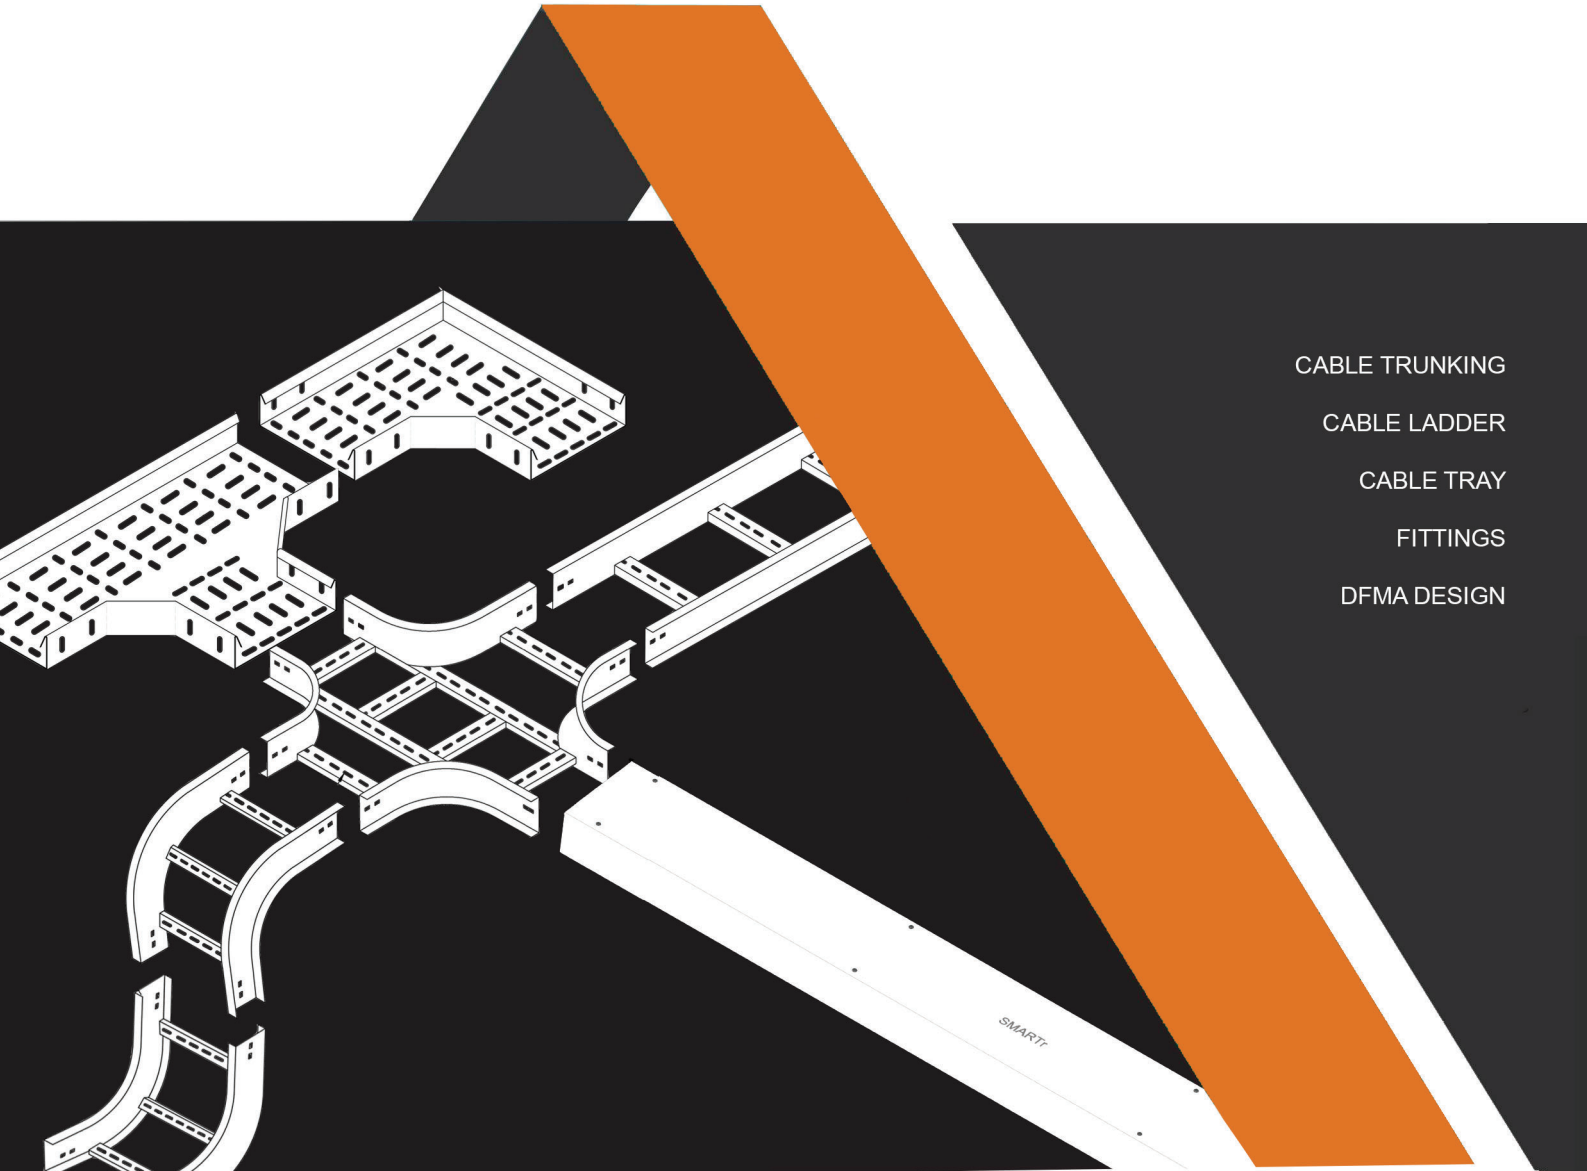 CABLE TRUNKING
CABLE LADDER
CABLE TRAY
FITTINGS
DFMA DESIGN
SMARTr